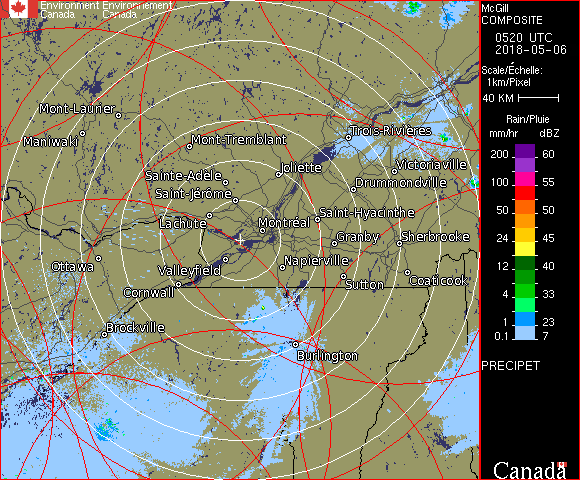 Environment Environnement
Canada Canada
McGill
COMPOSITE
0520 UTC
2018-05-06
Scale/Échelle:
1km/Pixel
40 KM
Rain/Pluie
mm/hr dBZ
200 60
100 55
50 50
24 45
12 40
4 33
1 23
0.1 7
PRECIPET
Canada
Mont-Laurier
Maniwaki
Mont-Tremblant
Trois-Rivières
Sainte-Adèle
Joliette
Victoriaville
Saint-Jérôme
Drummondville
Lachute
Montréal
Saint-Hyacinthe
Granby
Sherbrooke
Ottawa
Valleyfield
Napierville
Cornwall
Sutton
Coaticook
Brockville
Burlington